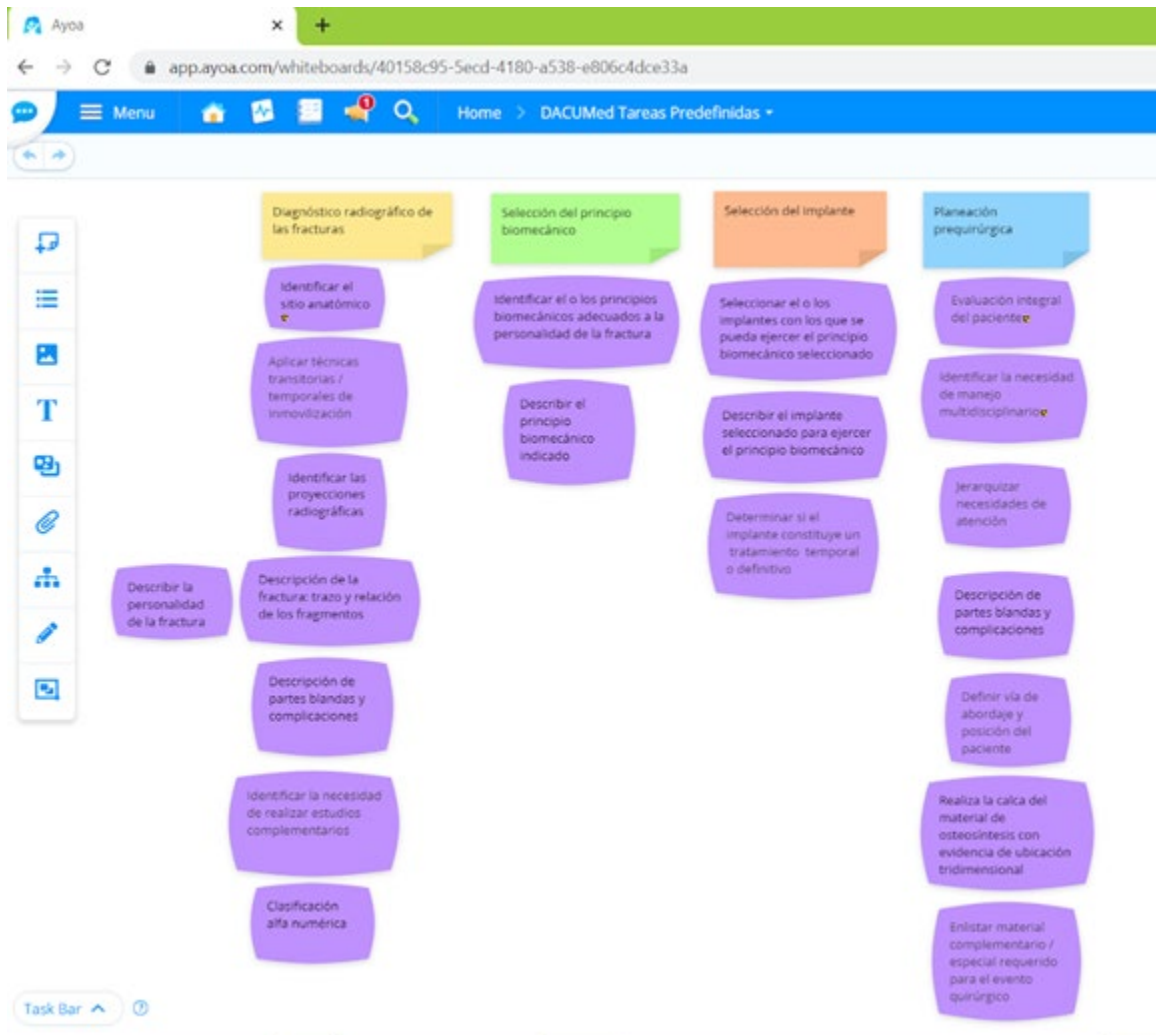 Ayoa
app.ayoa.com/whiteboards/40158c95-5ecd-4180-a538-e806c4dce33a
Menu
1
Home > DACUMed Tareas Predefinidas
Diagnóstico radiográfico de
las fracturas
Identificar el
sitio anatómico
Aplicar técnicas
transitorias /
temporales de
inmovilización
Identificar las
proyecciones
radiográficas
Describir la
personalidad
de la fractura
Descripción de la
fractura: trazo y relación
de los fragmentos
Descripción de
partes blandas y
complicaciones
Identificar la necesidad
de realizar estudios
complementarios
Clasificación
alfa numérica
Selección del principio
biomecánico
Identificar el o los principios
biomecánicos adecuados a la
personalidad de la fractura
Describir el
principio
biomecánico
indicado
Selección del implante
Seleccionar el o los
implantes con los que se
pueda ejercer el principio
biomecánico seleccionado
Describir el implante
seleccionado para ejercer
el principio biomecánico
Determinar si el
implante constituye un
tratamiento temporal
o definitivo
Planeación
prequirúrgica
Evaluación integral
del paciente
Identificar la necesidad
de manejo
multidisciplinario
Jerarquizar
necesidades de
atención
Descripción de
partes blandas y
complicaciones
Definir vía de
abordaje y
posición del
paciente
Realiza la calca del
material de
osteosíntesis con
evidencia de ubicación
tridimensional
Enlistar material
complementario /
especial requerido
para el evento
quirúrgico
T
Task Bar
?